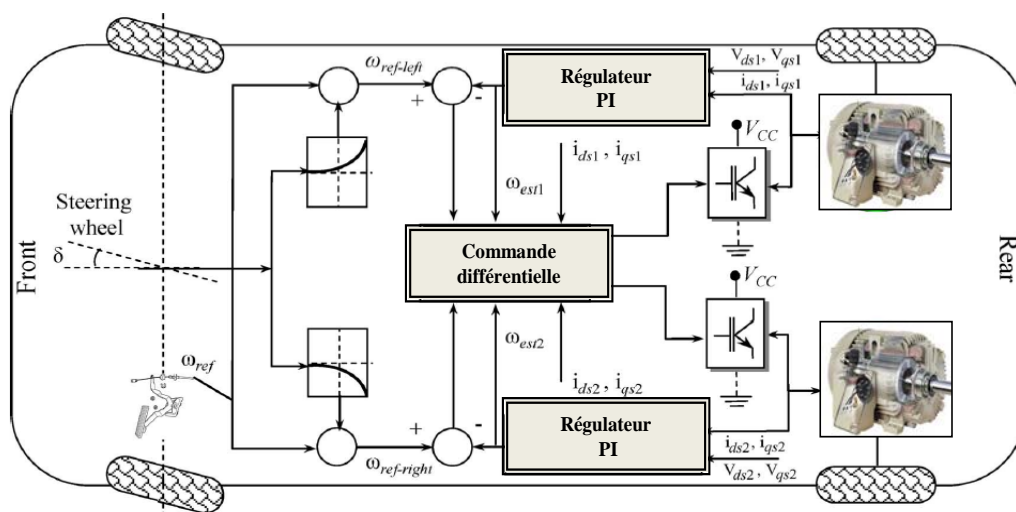 ω_ref-left
+
-
Régulateur
PI
V_ds1, V_qs1
i_ds1, i_qs1
V_CC
i_ds1 , i_qs1
ω_est1
Steering
wheel
δ
Front
Commande
différentielle
Rear
V_CC
ω_est2
ω_ref
i_ds2 , i_qs2
+
-
ω_ref-right
Régulateur
PI
i_ds2, i_qs2
V_ds2, V_qs2